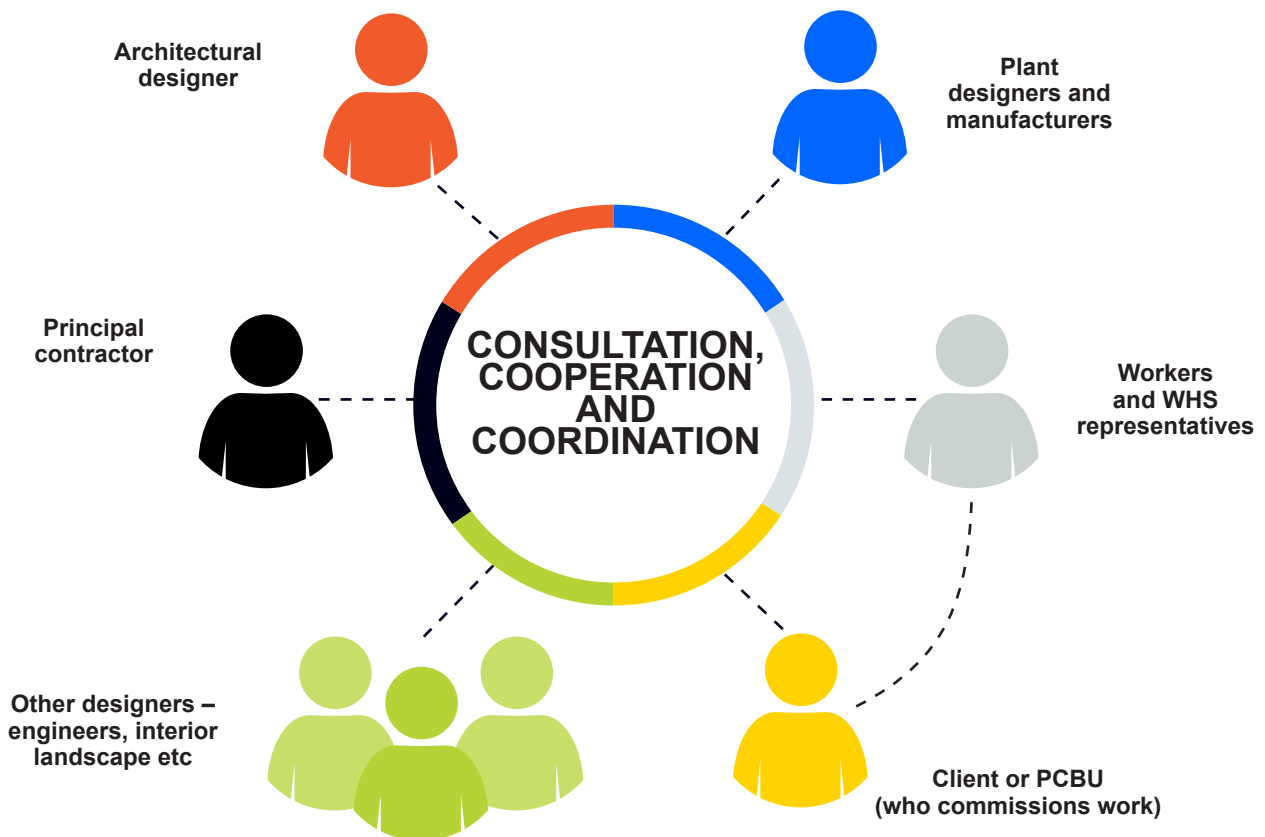 Architectural
designer
Plant
designers and
manufacturers
Principal
contractor
CONSULTATION,
COOPERATION
AND
COORDINATION
Workers
and WHS
representatives
Other designers –
engineers, interior
landscape etc
Client or PCBU
(who commissions work)